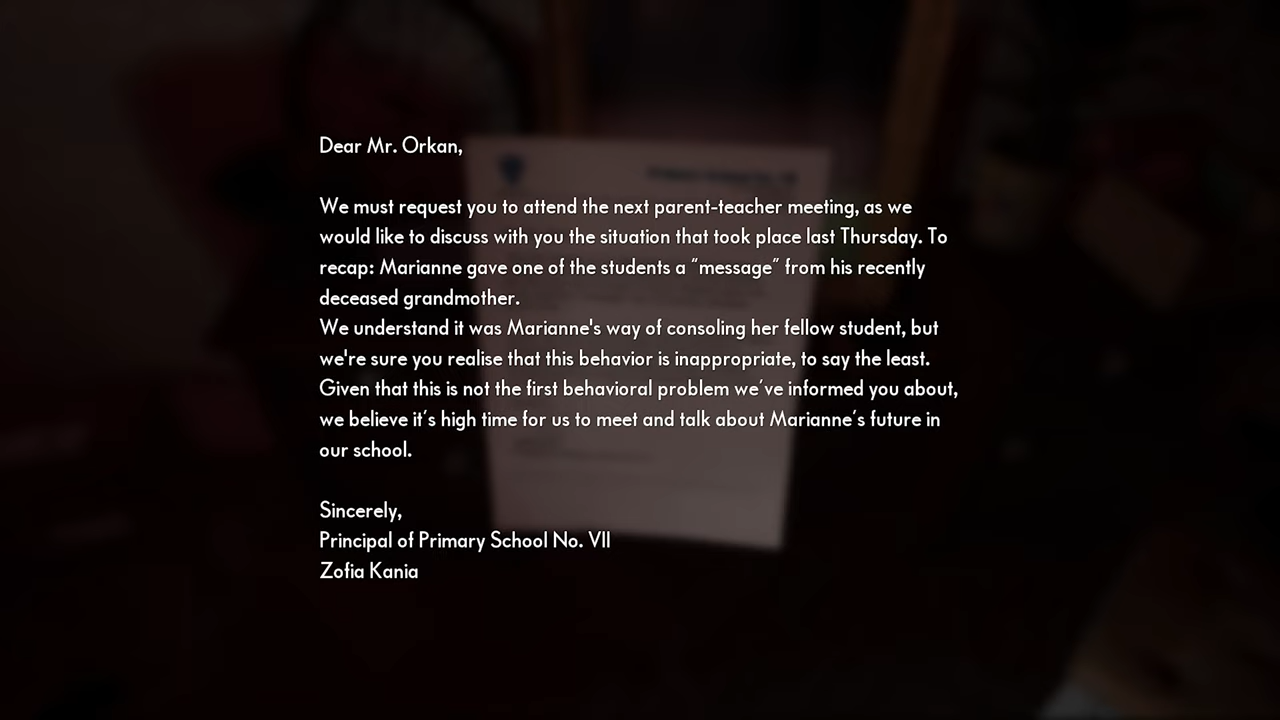 Dear Mr. Orkan,
We must request you to attend the next parent-teacher meeting, as we
would like to discuss with you the situation that took place last Thursday. To
recap: Marianne gave one of the students a “message” from his recently
deceased grandmother.
We understand it was Marianne's way of consoling her fellow student, but
we're sure you realise that this behavior is inappropriate, to say the least.
Given that this is not the first behavioral problem we’ve informed you about,
we believe it’s high time for us to meet and talk about Marianne’s future in
our school.
Sincerely,
Principal of Primary School No. VII
Zofia Kania